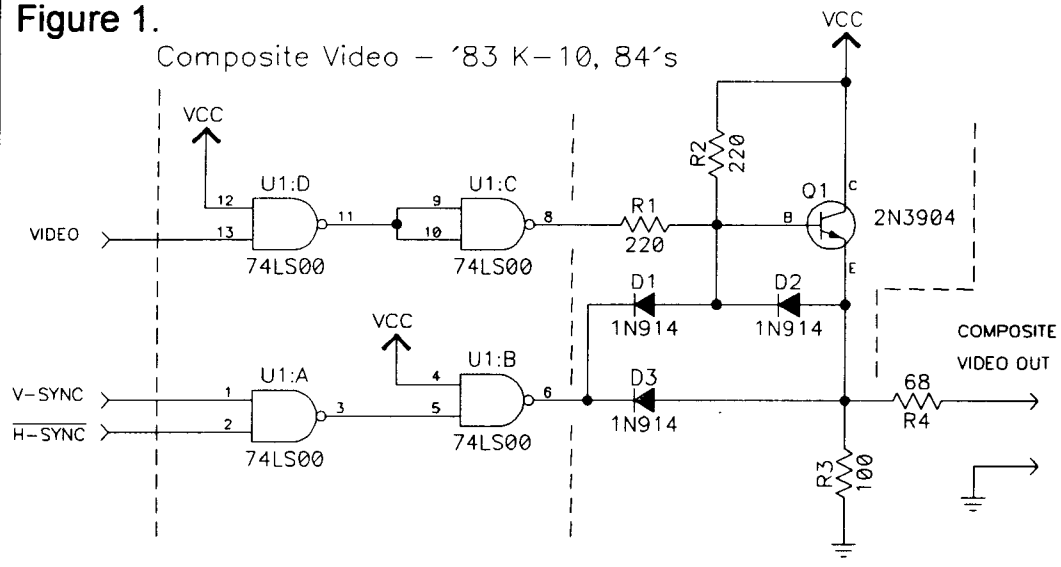 Figure 1.
Composite Video – '83 K-10, 84's
VCC
VCC
R2
220
U1:D
12
13
11
74LS00
U1:C
9
10
8
74LS00
VIDEO
R1
220
Q1
B
C
E
2N3904
D1
1N914
D2
1N914
VCC
COMPOSITE
VIDEO OUT
V-SYNC
H-SYNC
U1:A
1
2
3
74LS00
U1:B
4
5
6
74LS00
D3
1N914
68
R4
R3
100